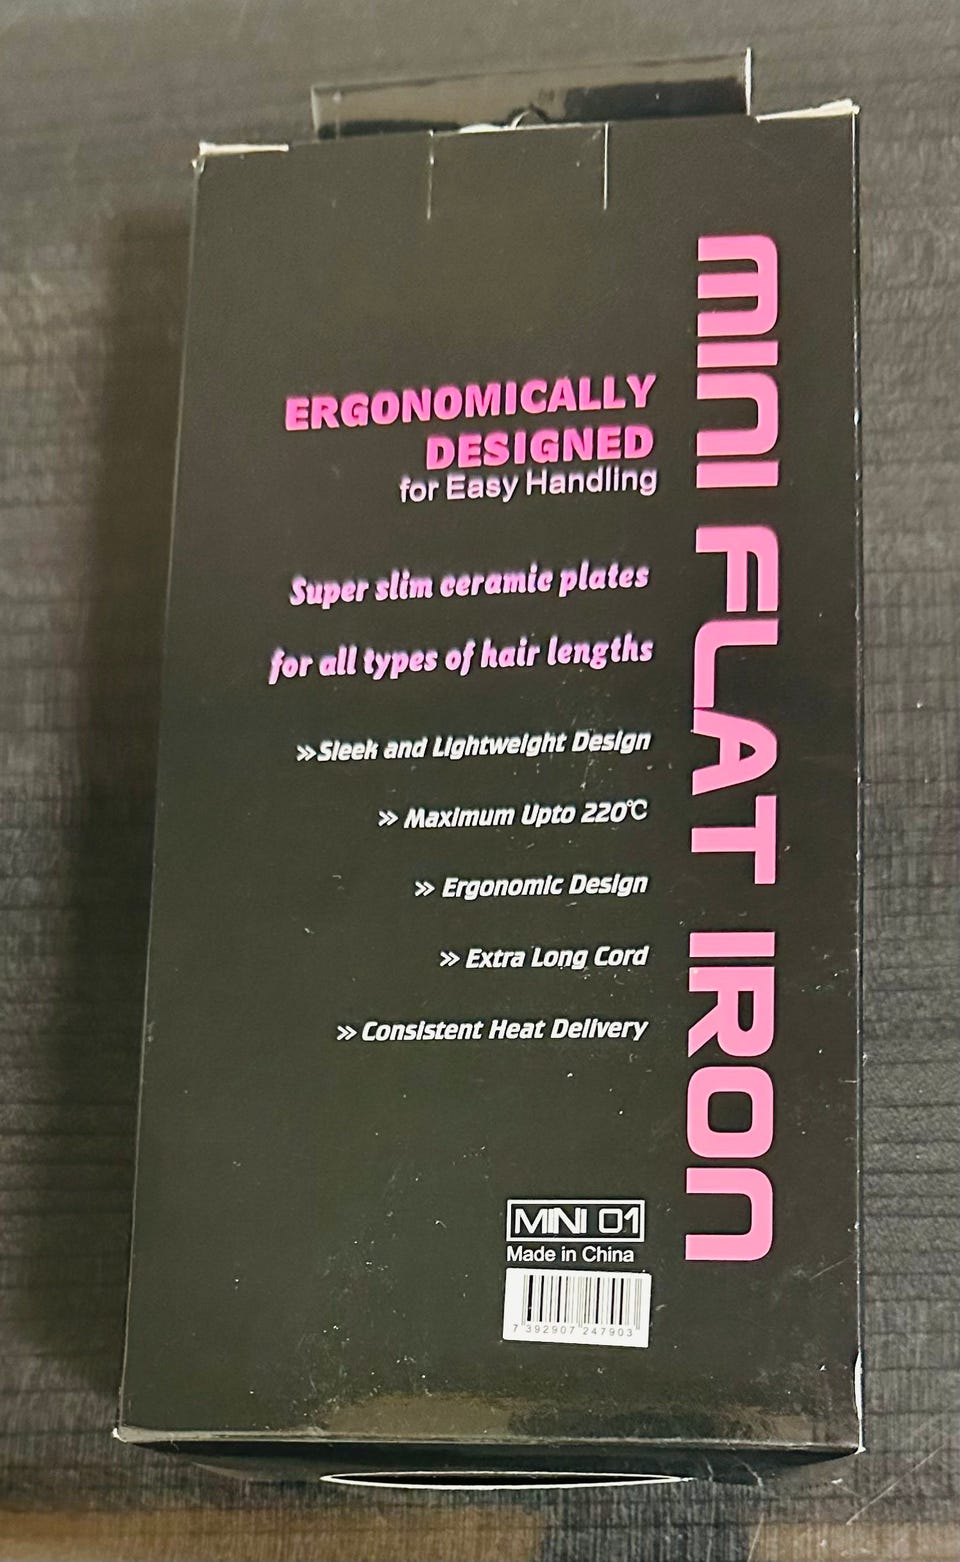 MINI FLAT IRON
ERGONOMICALLY
DESIGNED
for Easy Handling
Super slim ceramic plates
for all types of hair lengths
»Sleek and Lightweight Design
» Maximum Upto 220℃
» Ergonomic Design
» Extra Long Cord
» Consistent Heat Delivery
MINI 01
Made in China
7 392907 247903